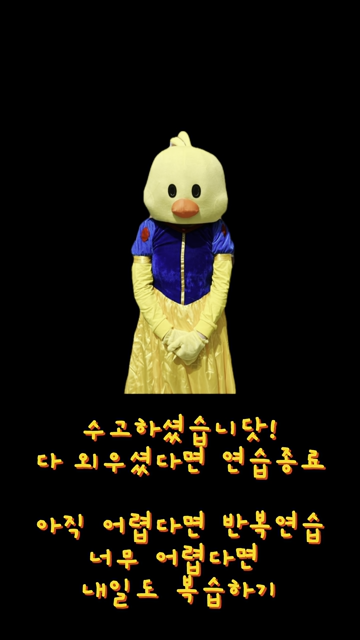 수고하셨습니닷!
다 외우셨다면 연습종료
아직 어렵다면 반복연습
너무 어렵다면
내일도 복습하기